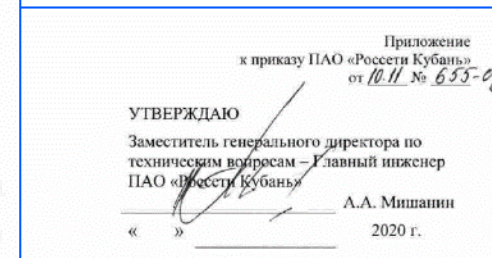 Приложение
к приказу ПАО «Россети Кубань»
от 10.11 № 655-
УТВЕРЖДАЮ
Заместитель генерального директора по
техническим вопросам – Главный инженер
ПАО «Россети Кубань»
А.А. Мишанин
« » 2020 г.